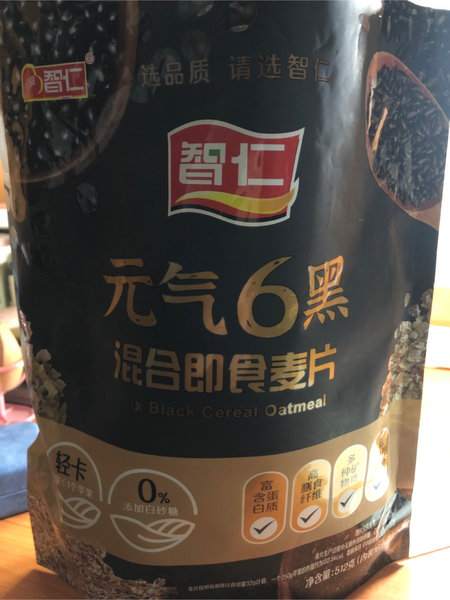 智仁®
选品质 请选智仁
智仁
元气6黑
混合即食麦片
Six Black Cereal Oatmeal
轻卡
0%
添加白砂糖
富含蛋白质
高膳食纤维
多种矿物质
净含量:512克